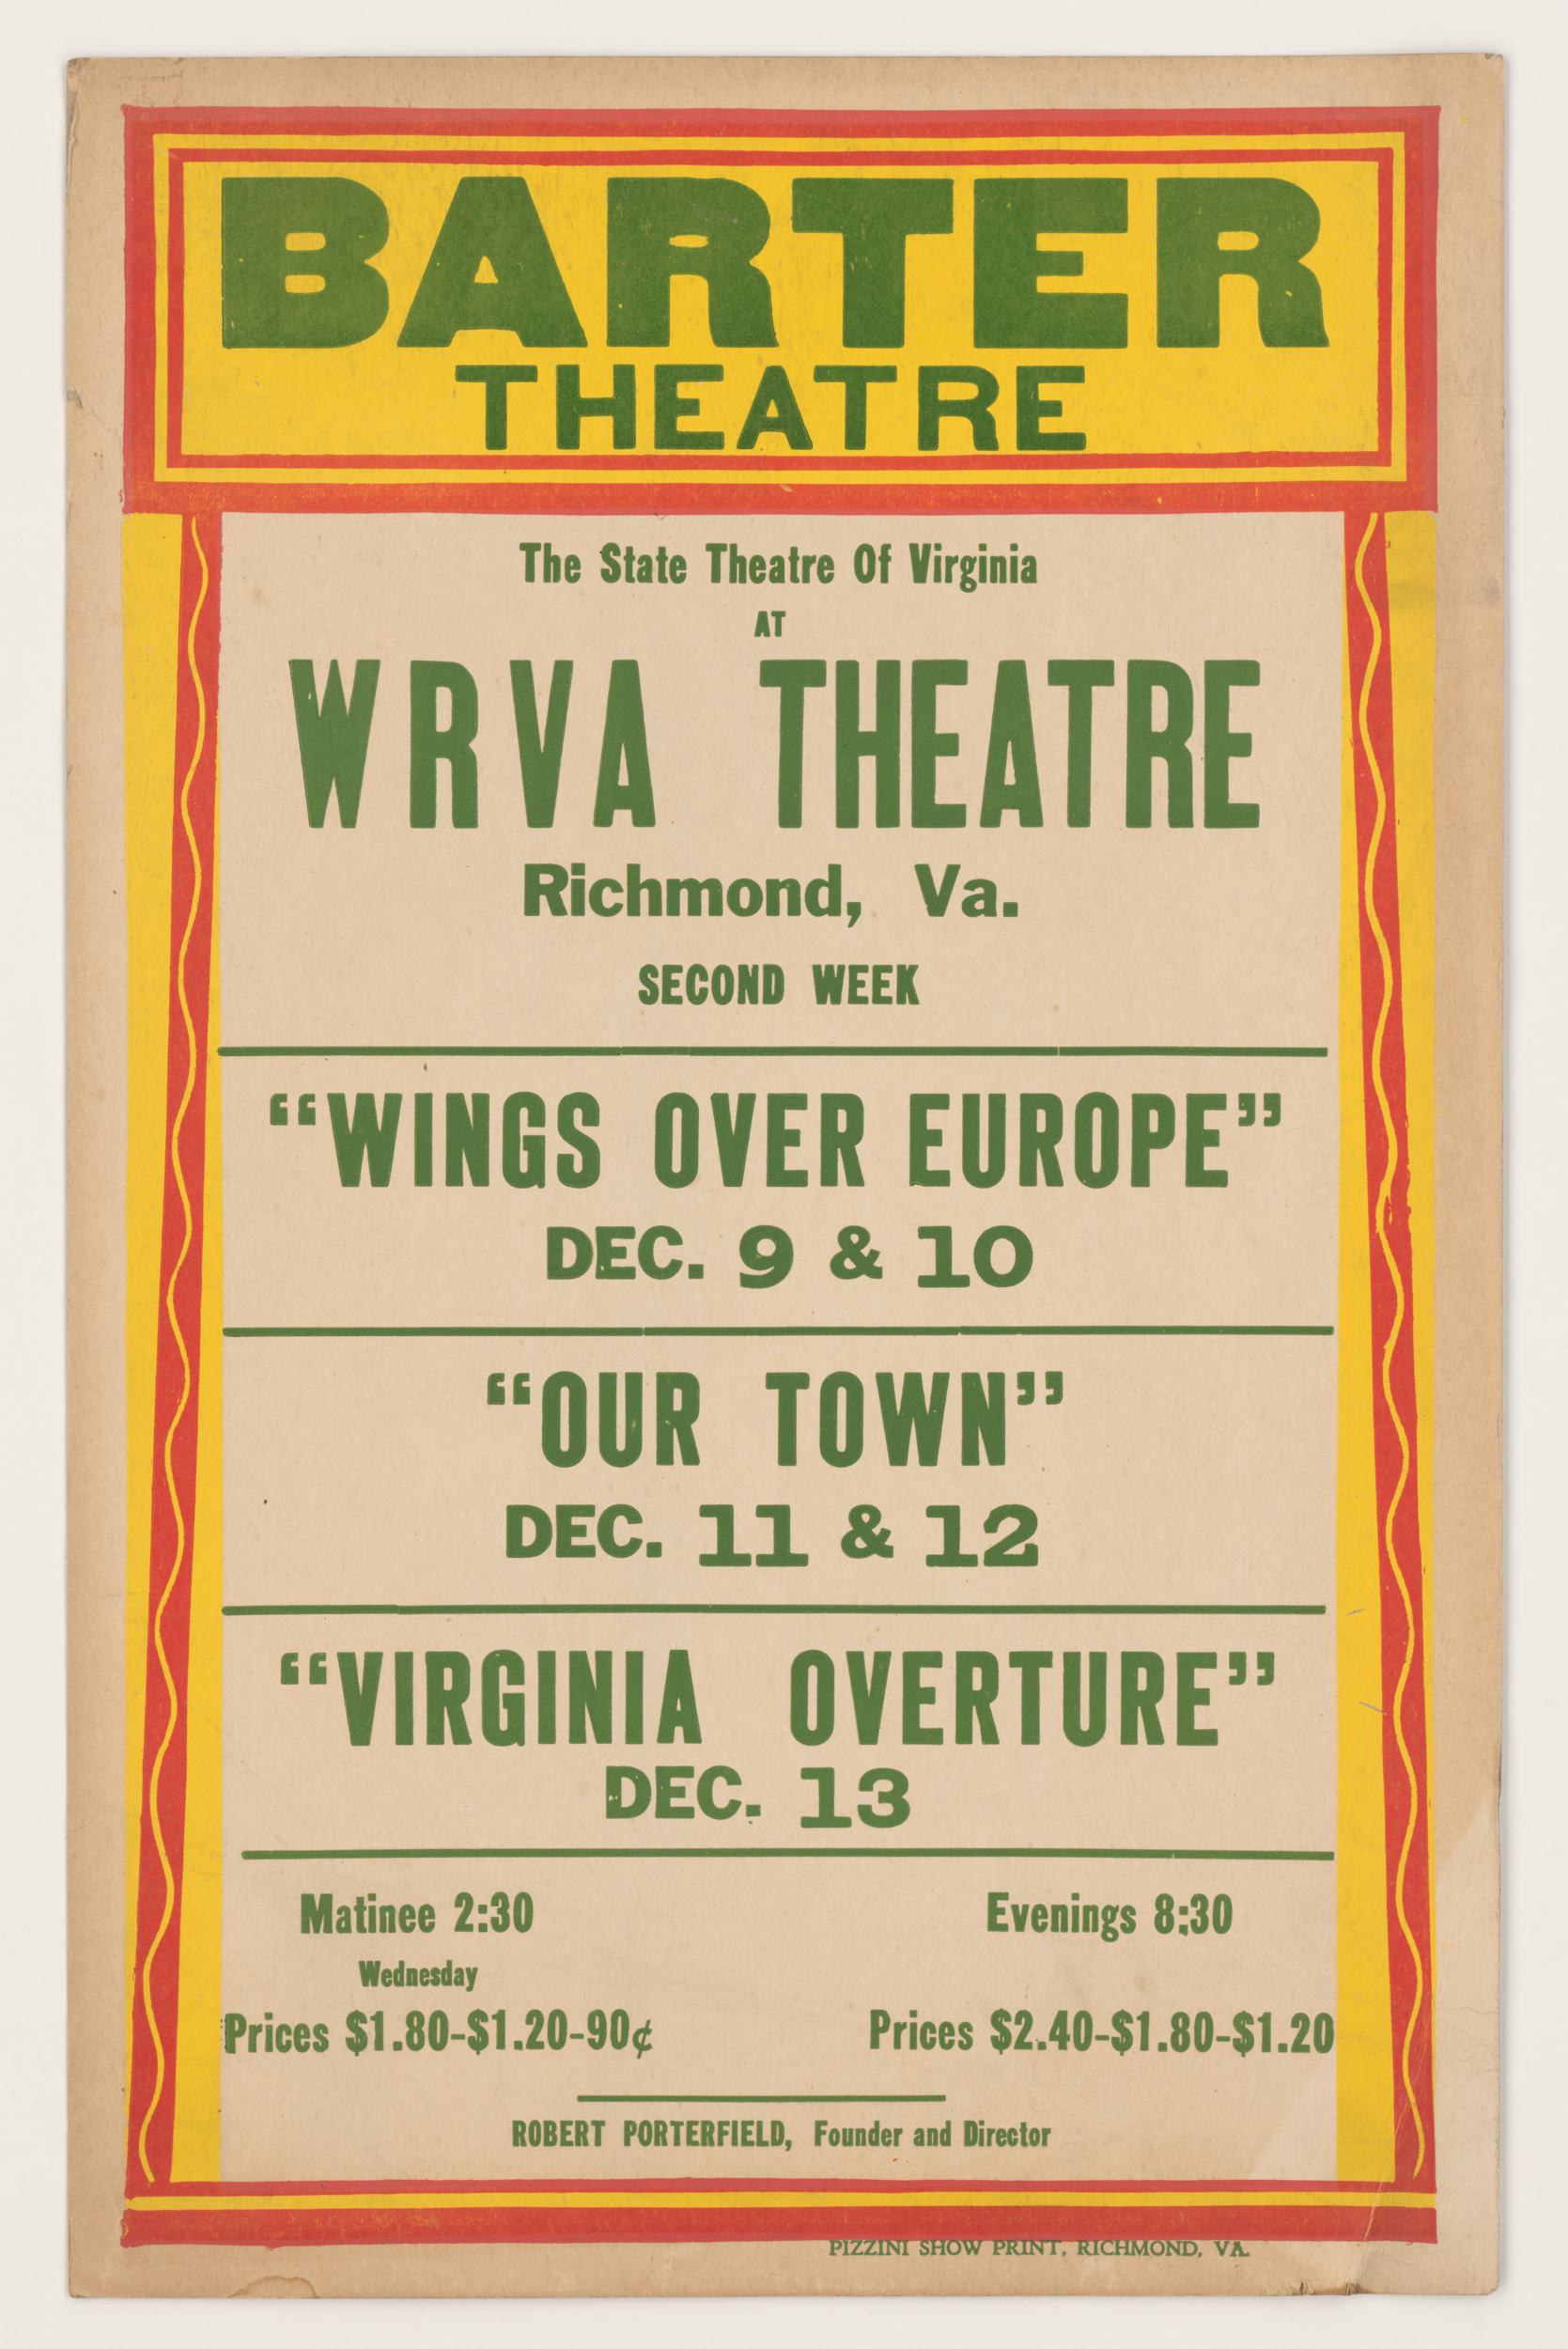 BARTER
THEATRE
The State Theatre Of Virginia
AT
WRVA THEATRE
Richmond, Va.
SECOND WEEK
“WINGS OVER EUROPE”
DEC. 9 & 10
“OUR TOWN”
DEC. 11 & 12
“VIRGINIA OVERTURE”
DEC. 13
Matinee 2:30
Wednesday
Prices $1.80-$1.20-90¢
Evenings 8:30
Prices $2.40-$1.80-$1.20
ROBERT PORTERFIELD, Founder and Director
PIZZINI SHOW PRINT, RICHMOND, VA.